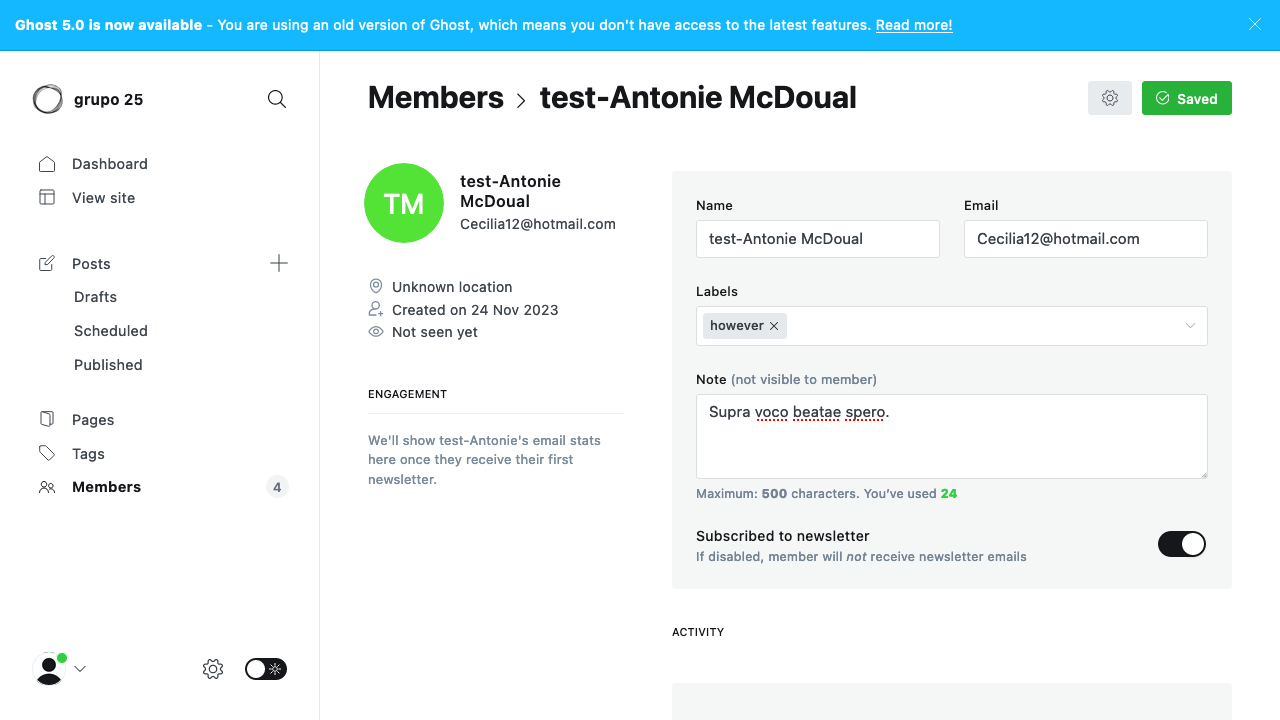 Ghost 5.0 is now available - You are using an old version of Ghost, which means you don't have access to the latest features. Read more!
grupo 25
Dashboard
View site
Posts
Drafts
Scheduled
Published
Pages
Tags
Members 4
Members > test-Antonie McDoual
Saved
TM
test-Antonie
McDoual
Cecilia12@hotmail.com
Unknown location
Created on 24 Nov 2023
Not seen yet
ENGAGEMENT
We'll show test-Antonie's email stats
here once they receive their first
newsletter.
Name
test-Antonie McDoual
Email
Cecilia12@hotmail.com
Labels
however
Note (not visible to member)
Supra voco beatae spero.
Maximum: 500 characters. You’ve used 24
Subscribed to newsletter
If disabled, member will not receive newsletter emails
ACTIVITY